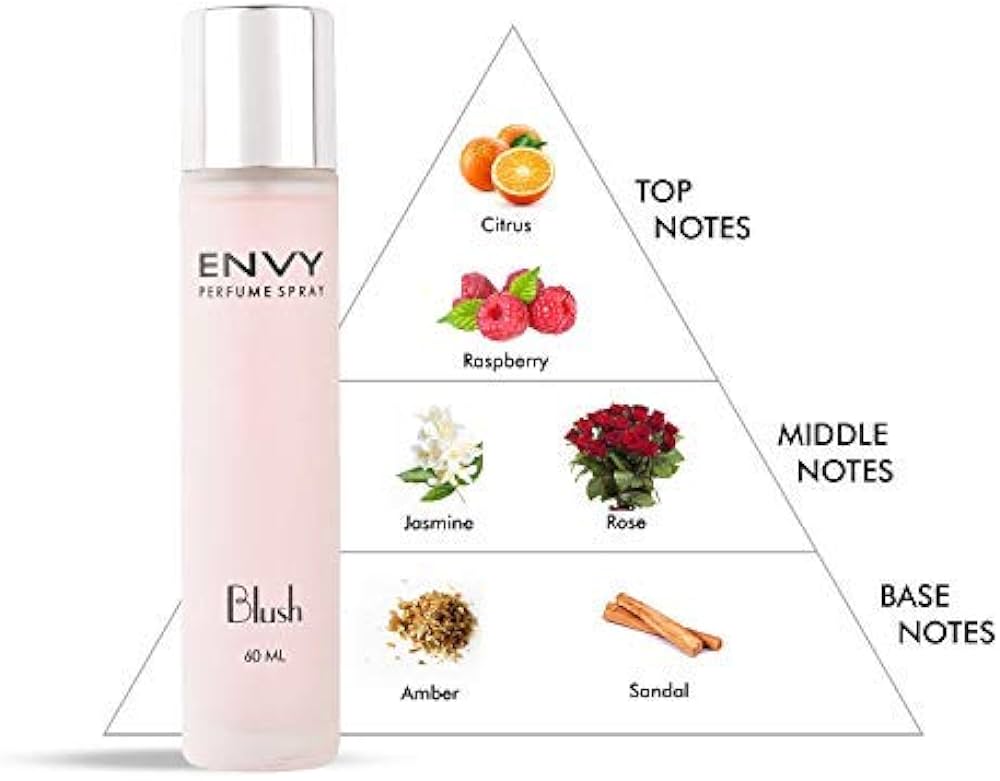 ENVY
PERFUME SPRAY
Blush
60 ML
Citrus
Raspberry
TOP
NOTES
Jasmine
Rose
MIDDLE
NOTES
Amber
Sandal
BASE
NOTES